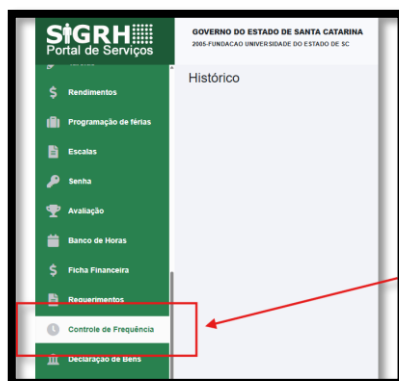 SIGRH
Portal de Serviços
GOVERNO DO ESTADO DE SANTA CATARINA
2005-FUNDACAO UNIVERSIDADE DO ESTADO DE SC
Histórico
Rendimentos
Programação de férias
Escalas
Senha
Avaliação
Banco de Horas
Ficha Financeira
Requerimentos
Controle de Frequência
Declaração de Bens